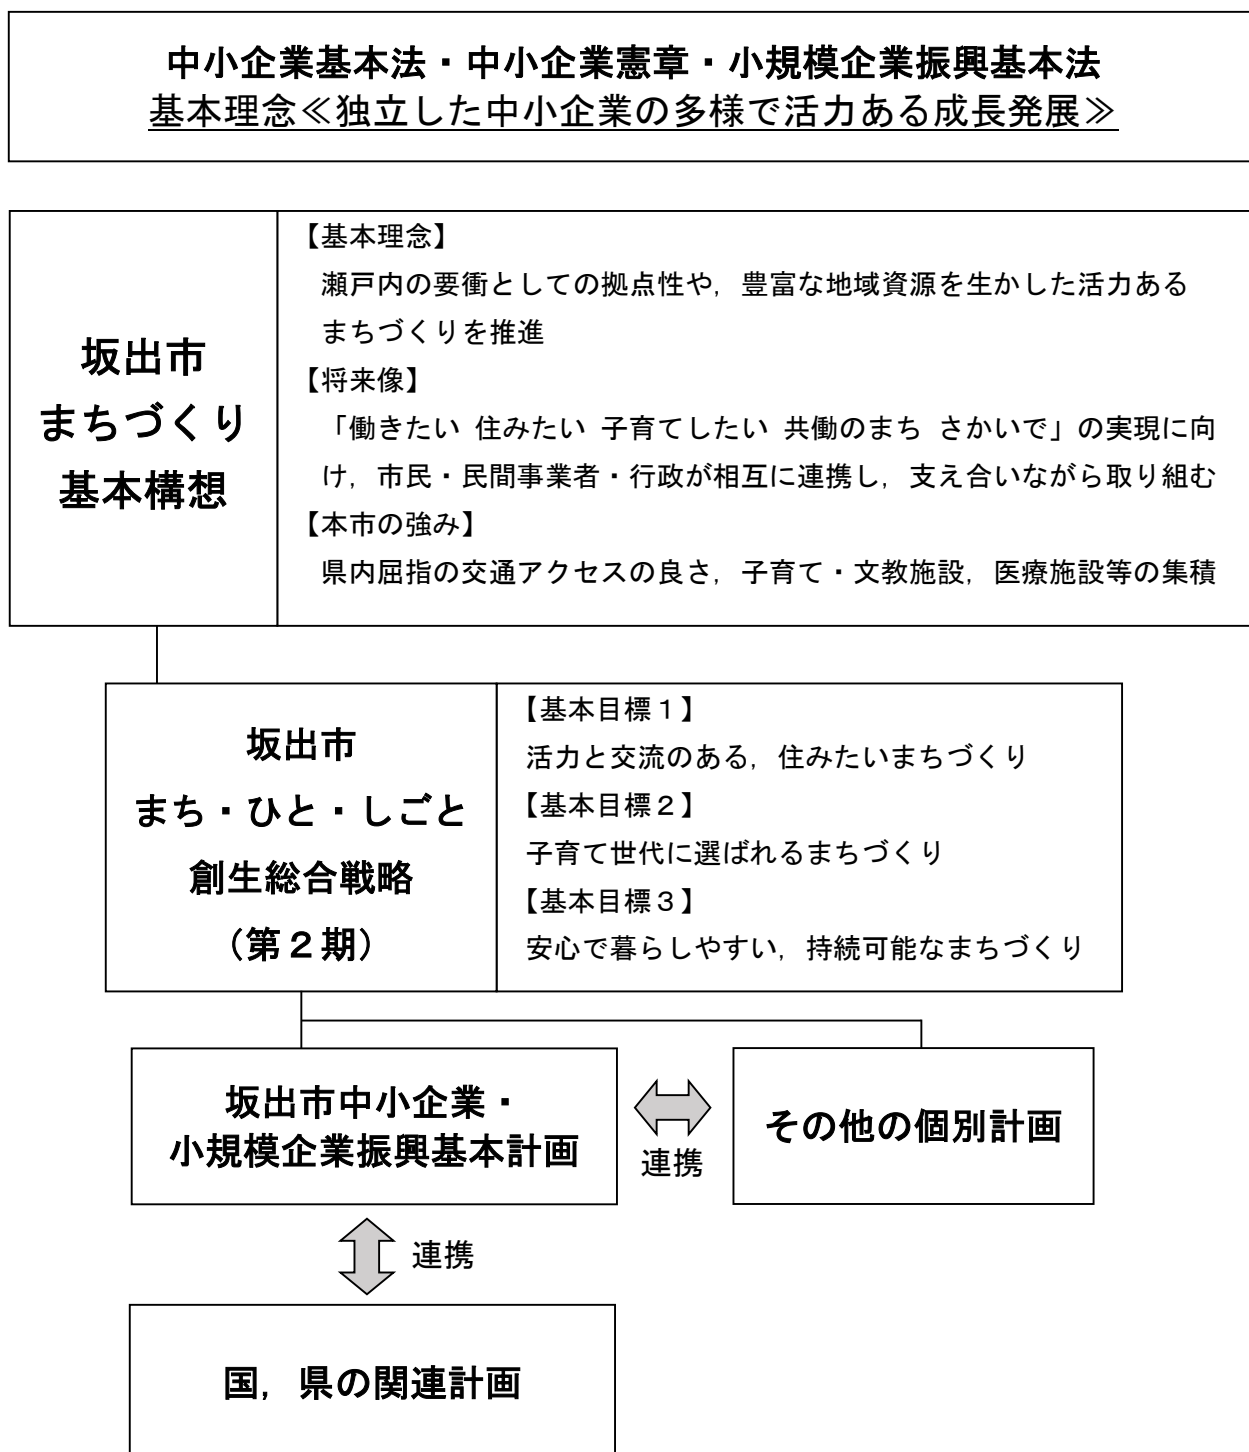 中小企業基本法・中小企業憲章・小規模企業振興基本法
基本理念≪独立した中小企業の多様で活力ある成長発展≫
坂出市
まちづくり
基本構想
【基本理念】
瀬戸内の要衝としての拠点性や，豊富な地域資源を生かした活力ある
まちづくりを推進
【将来像】
「働きたい 住みたい 子育てしたい 共働のまち さかいで」の実現に向
け，市民・民間事業者・行政が相互に連携し，支え合いながら取り組む
【本市の強み】
県内屈指の交通アクセスの良さ，子育て・文教施設，医療施設等の集積
坂出市
まち・ひと・しごと
創生総合戦略
（第２期）
【基本目標１】
活力と交流のある，住みたいまちづくり
【基本目標２】
子育て世代に選ばれるまちづくり
【基本目標３】
安心で暮らしやすい，持続可能なまちづくり
坂出市中小企業・
小規模企業振興基本計画
連携
その他の個別計画
連携
国，県の関連計画